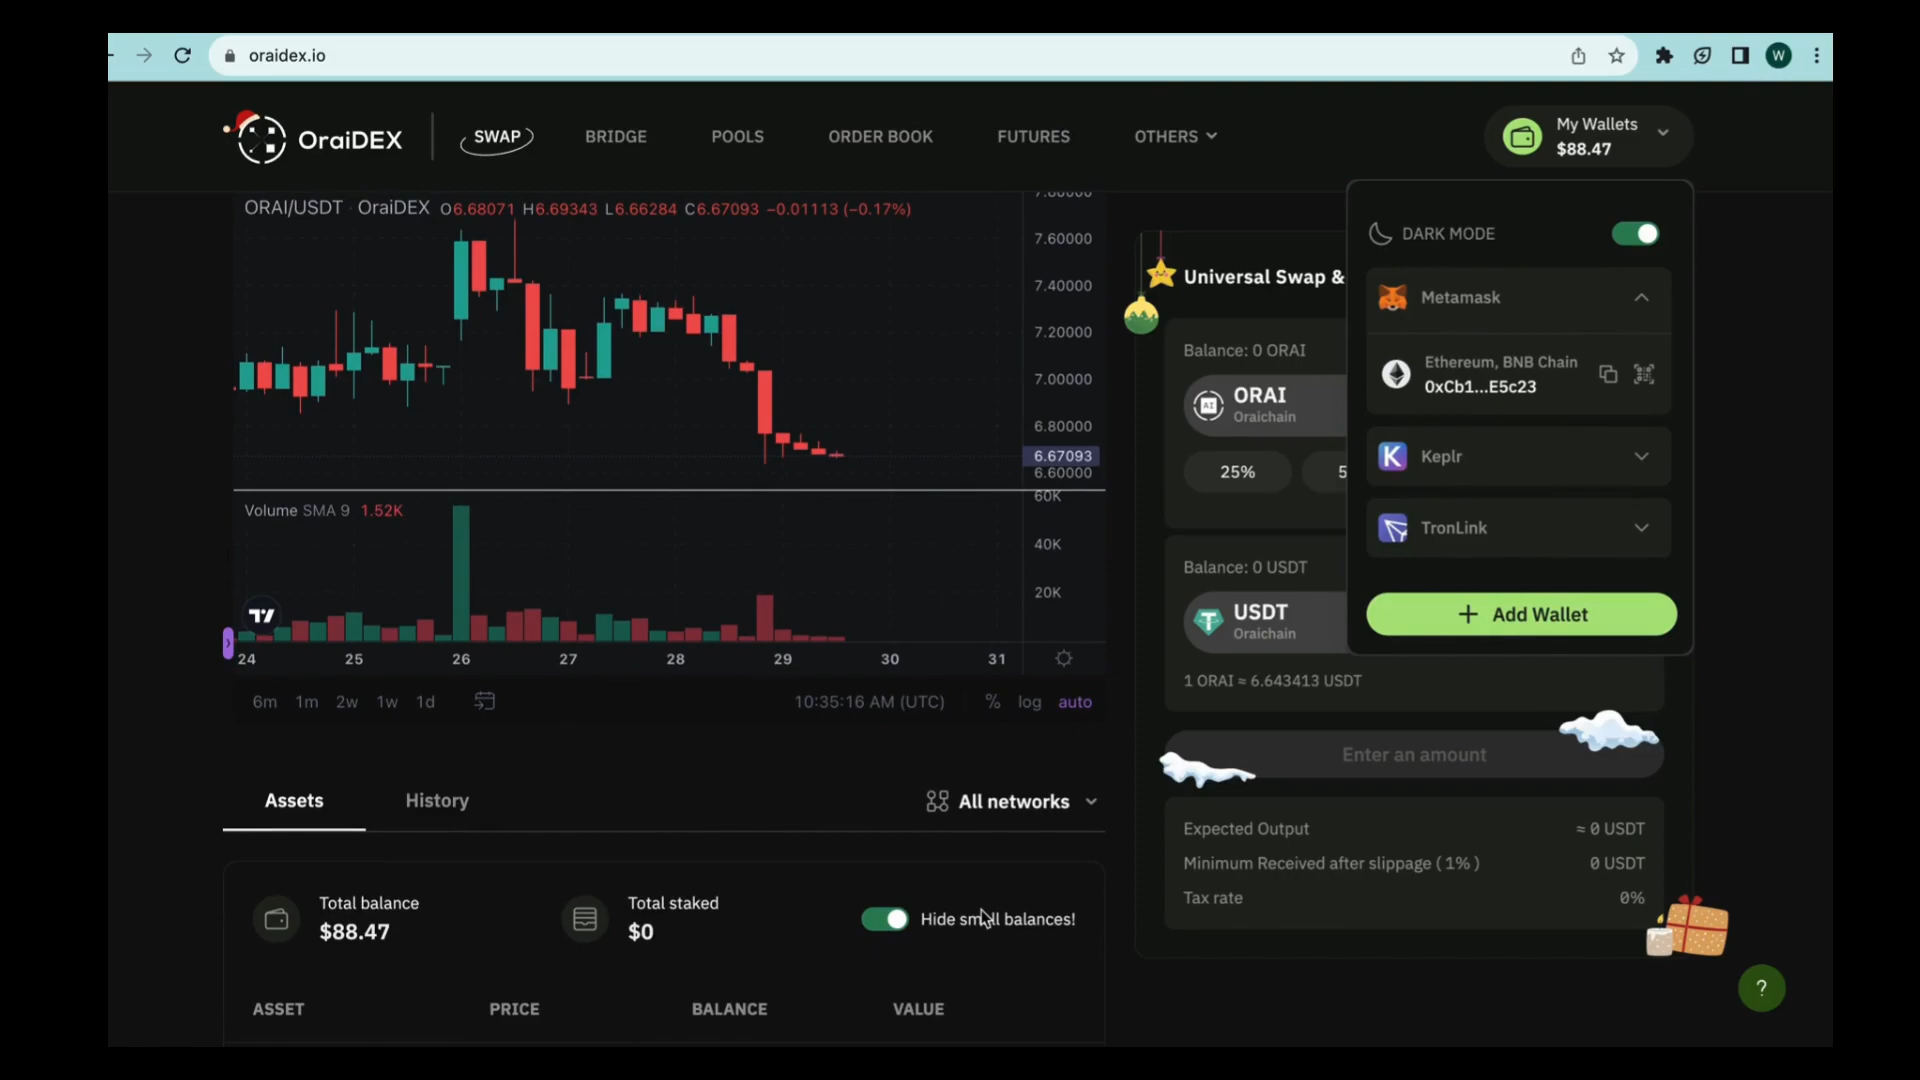 oraidex.io
W
OraiDEX
SWAP
BRIDGE
POOLS
ORDER BOOK
FUTURES
OTHERS
My Wallets
$88.47
ORAI/USDT · OraiDEX O6.68071 H6.69343 L6.66284 C6.67093 −0.01113 (−0.17%)
7.60000
7.40000
7.20000
7.00000
6.80000
6.67093
6.60000
Volume SMA 9 1.52K
60K
40K
20K
24 25 26 27 28 29 30 31
6m 1m 2w 1w 1d
10:35:16 AM (UTC)
% log auto
DARK MODE
Metamask
Ethereum, BNB Chain
0xCb1...E5c23
Keplr
TronLink
+ Add Wallet
Universal Swap &
Balance: 0 ORAI
AI
ORAI
Oraichain
25%
5
Balance: 0 USDT
USDT
Oraichain
1 ORAI ≈ 6.643413 USDT
Enter an amount
Expected Output ≈ 0 USDT
Minimum Received after slippage ( 1% ) 0 USDT
Tax rate 0%
Assets
History
All networks
Total balance
$88.47
Total staked
$0
Hide small balances!
ASSET PRICE BALANCE VALUE
?